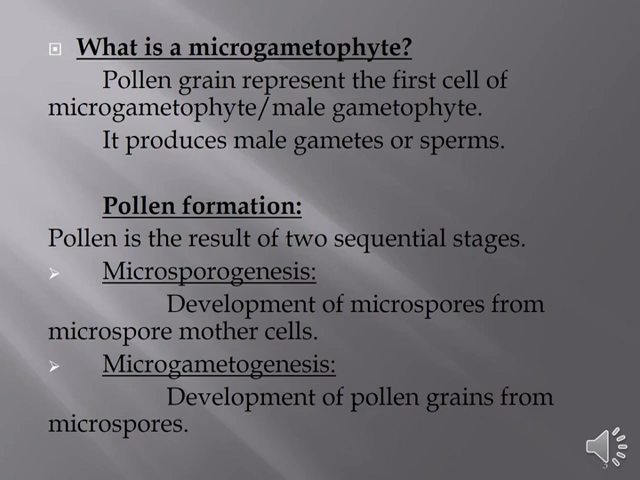 What is a microgametophyte?
Pollen grain represent the first cell of
microgametophyte/male gametophyte.
It produces male gametes or sperms.
Pollen formation:
Pollen is the result of two sequential stages.
Microsporogenesis:
Development of microspores from
microspore mother cells.
Microgametogenesis:
Development of pollen grains from
microspores.
3